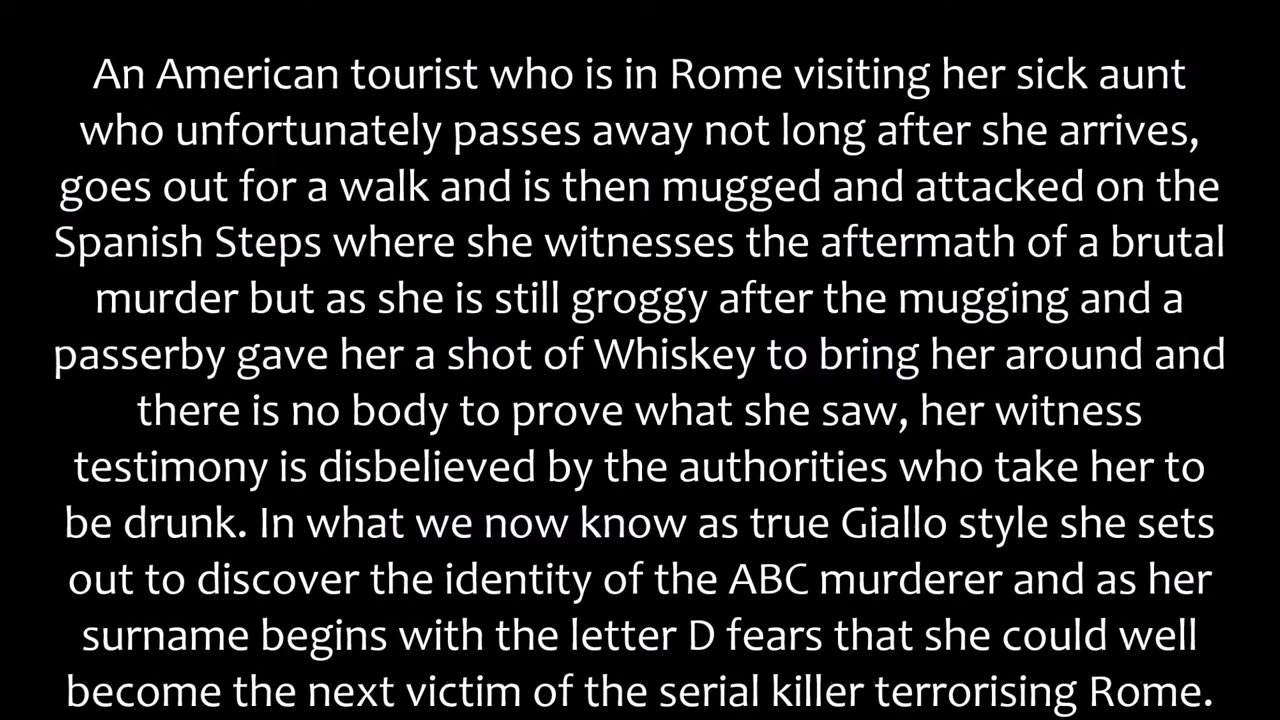 An American tourist who is in Rome visiting her sick aunt
who unfortunately passes away not long after she arrives,
goes out for a walk and is then mugged and attacked on the
Spanish Steps where she witnesses the aftermath of a brutal
murder but as she is still groggy after the mugging and a
passerby gave her a shot of Whiskey to bring her around and
there is no body to prove what she saw, her witness
testimony is disbelieved by the authorities who take her to
be drunk. In what we now know as true Giallo style she sets
out to discover the identity of the ABC murderer and as her
surname begins with the letter D fears that she could well
become the next victim of the serial killer terrorising Rome.